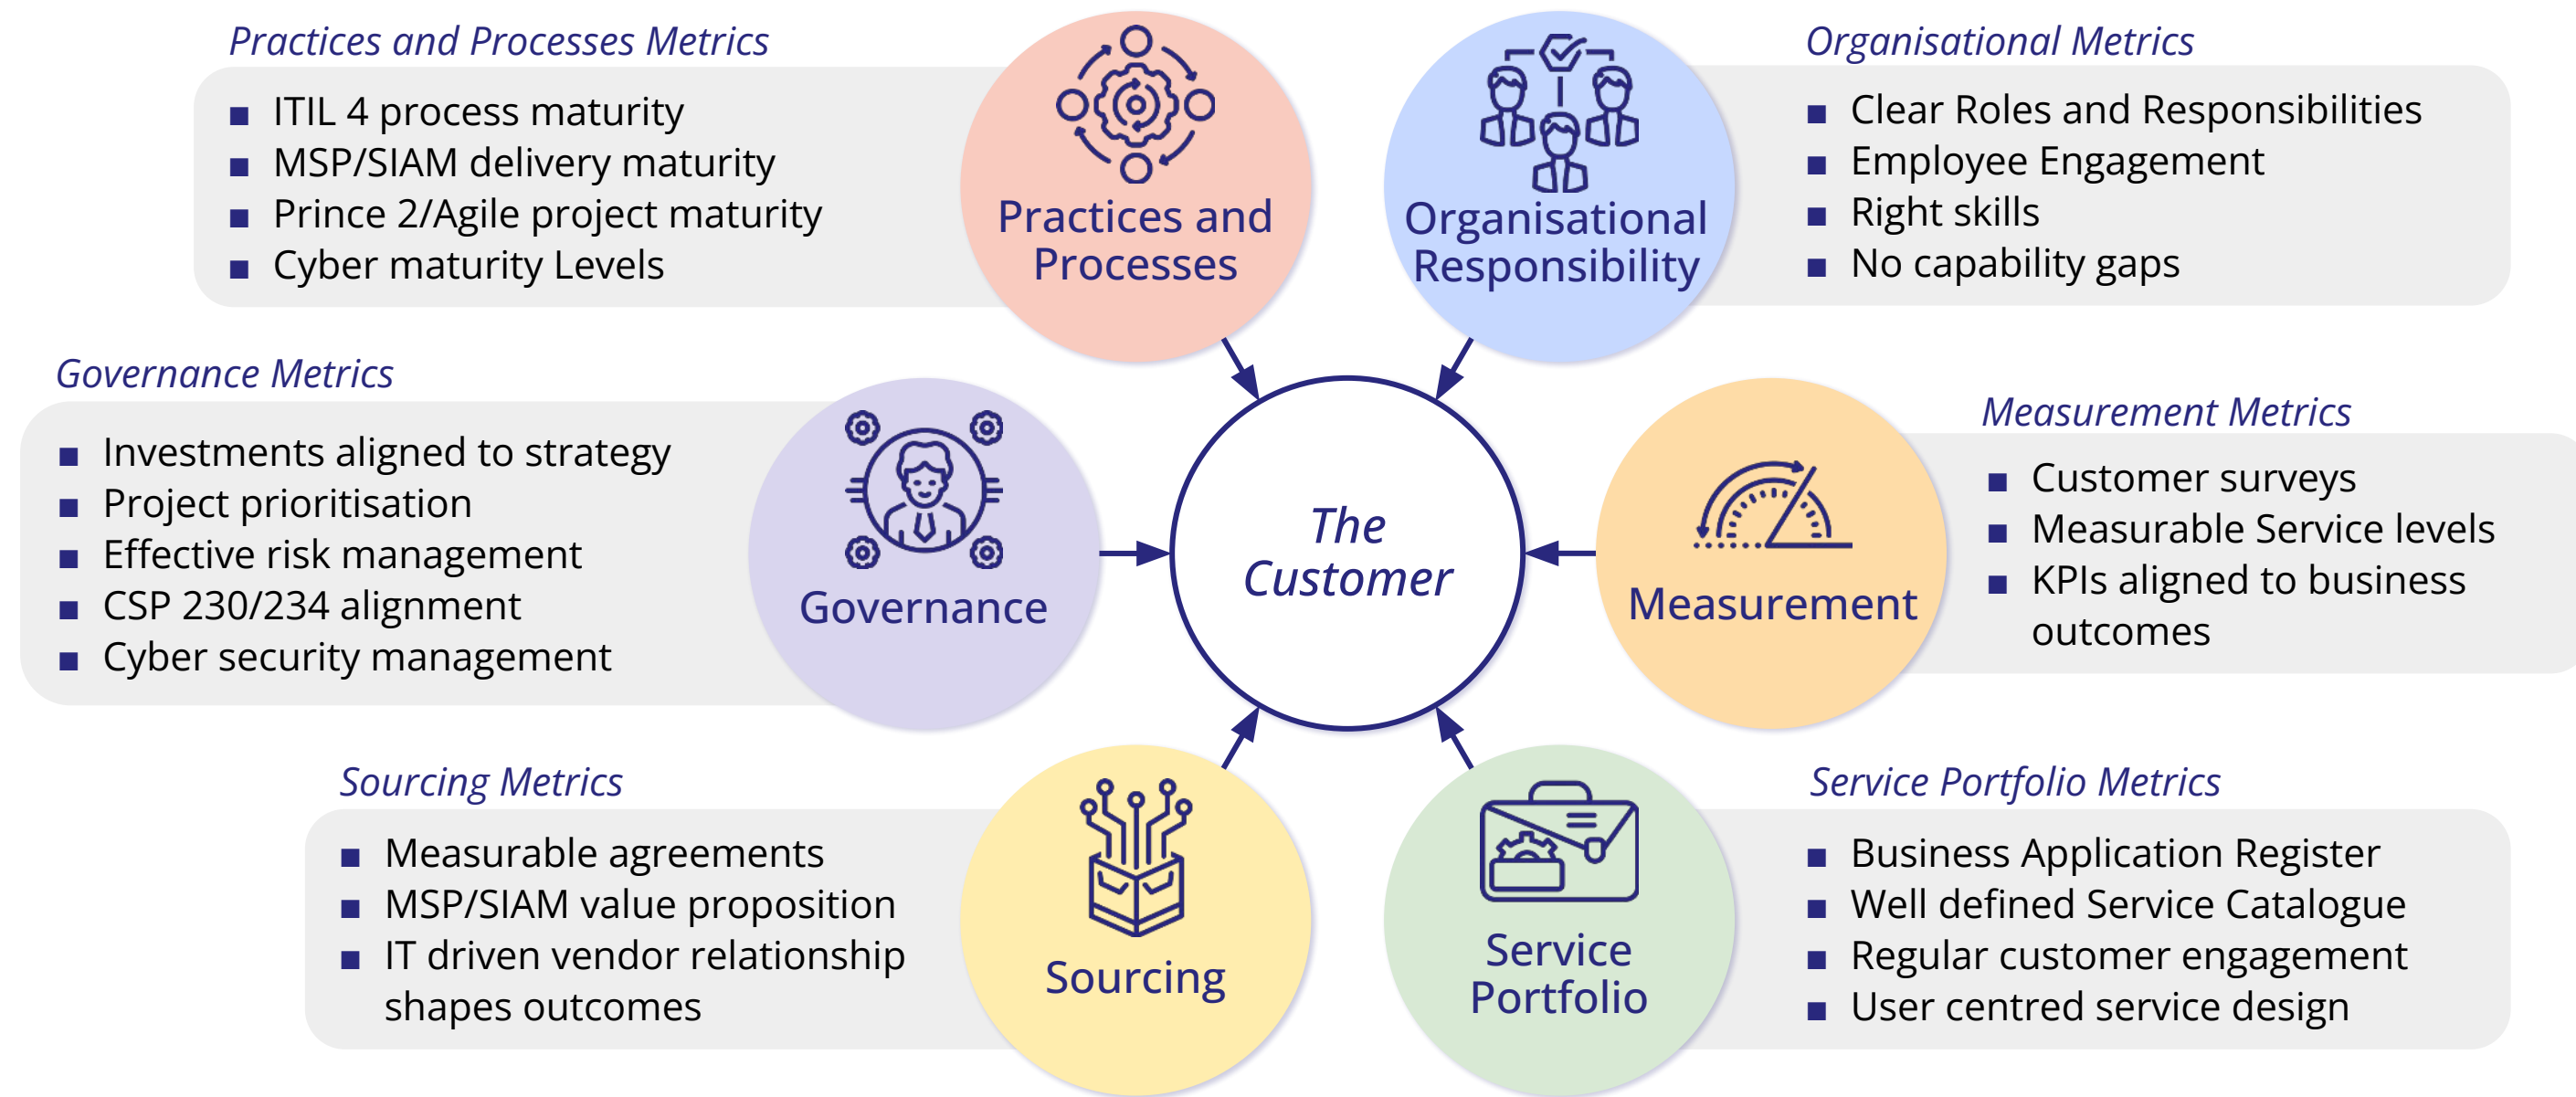 Practices and Processes Metrics
■ ITIL 4 process maturity
■ MSP/SIAM delivery maturity
■ Prince 2/Agile project maturity
■ Cyber maturity Levels
Practices and
Processes
Organisational
Responsibility
Organisational Metrics
■ Clear Roles and Responsibilities
■ Employee Engagement
■ Right skills
■ No capability gaps
Governance Metrics
■ Investments aligned to strategy
■ Project prioritisation
■ Effective risk management
■ CSP 230/234 alignment
■ Cyber security management
Governance
The
Customer
Measurement
Measurement Metrics
■ Customer surveys
■ Measurable Service levels
■ KPIs aligned to business
outcomes
Sourcing Metrics
■ Measurable agreements
■ MSP/SIAM value proposition
■ IT driven vendor relationship
shapes outcomes
Sourcing
Service
Portfolio
Service Portfolio Metrics
■ Business Application Register
■ Well defined Service Catalogue
■ Regular customer engagement
■ User centred service design